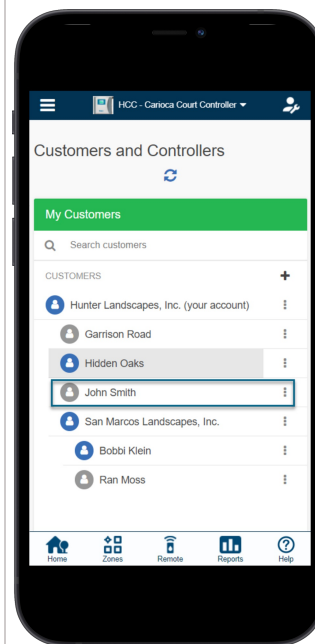 HCC - Carioca Court Controller
Customers and Controllers
My Customers
Search customers
CUSTOMERS
Hunter Landscapes, Inc. (your account)
Garrison Road
Hidden Oaks
John Smith
San Marcos Landscapes, Inc.
Bobbi Klein
Ran Moss
Home Zones Remote Reports Help